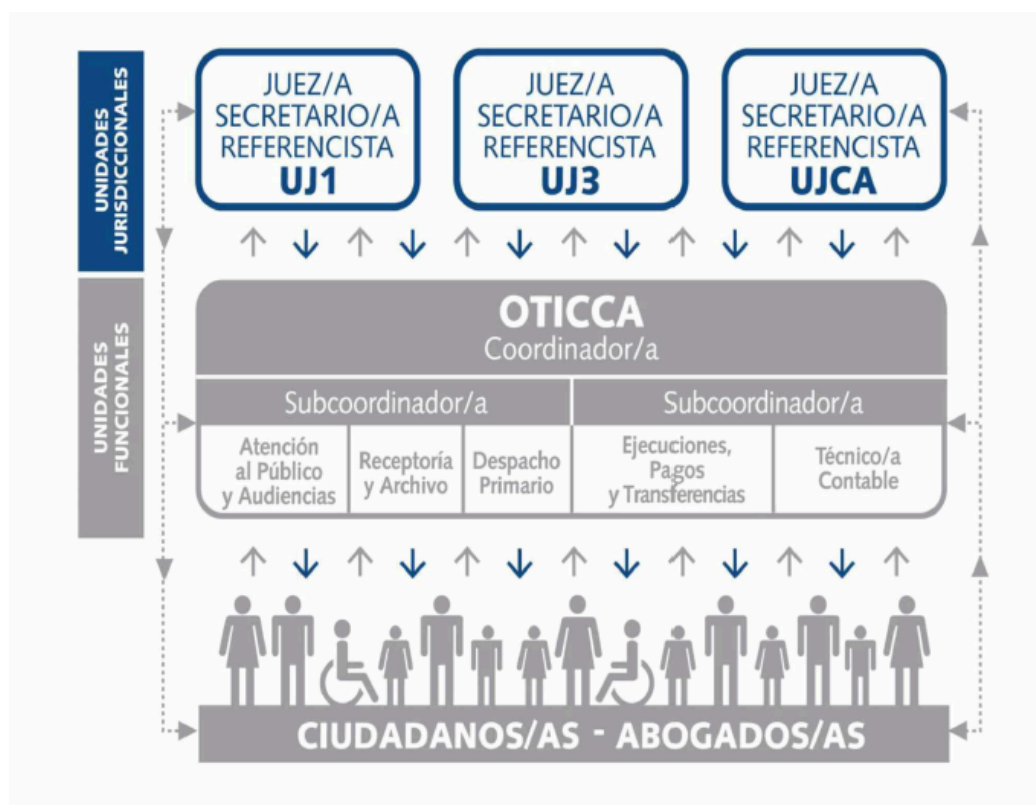 UNIDADES
JURISDICCIONALES
JUEZ/A
SECRETARIO/A
REFERENCISTA
UJ1
JUEZ/A
SECRETARIO/A
REFERENCISTA
UJ3
JUEZ/A
SECRETARIO/A
REFERENCISTA
UJCA
UNIDADES
FUNCIONALES
OTICCA
Coordinador/a
Subcoordinador/a
Subcoordinador/a
Atención
al Público
y Audiencias
Receptoría
y Archivo
Despacho
Primario
Ejecuciones,
Pagos
y Transferencias
Técnico/a
Contable
CIUDADANOS/AS - ABOGADOS/AS